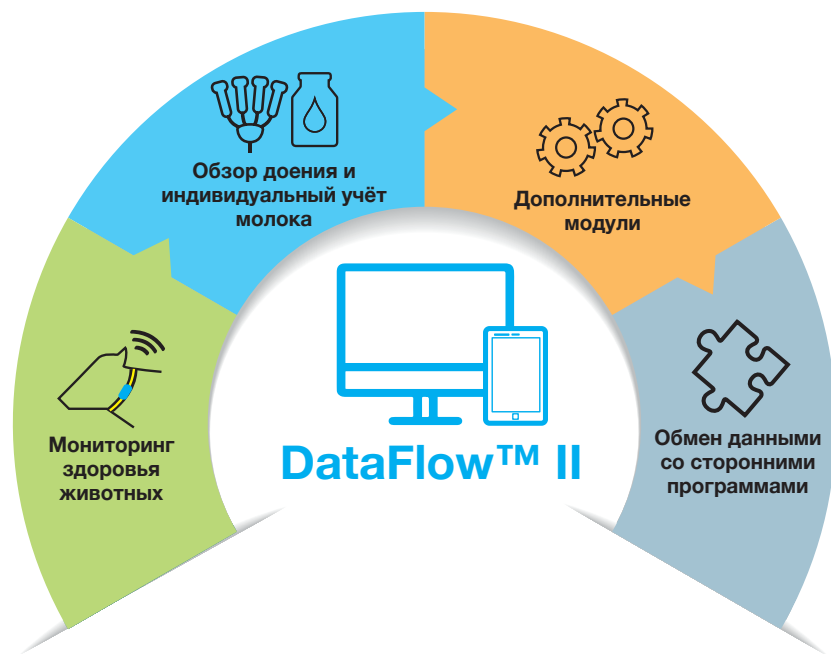 Обзор доения и
индивидуальный учёт
молока
Дополнительные
модули
Мониторинг
здоровья
животных
Обмен данными
со сторонними
программами
DataFlow™ II